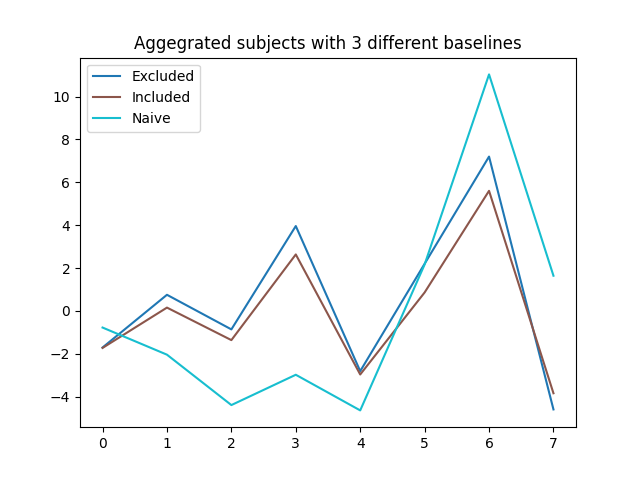 Aggegrated subjects with 3 different baselines
Excluded
Included
Naive
10
8
6
4
2
0
−2
−4
0 1 2 3 4 5 6 7